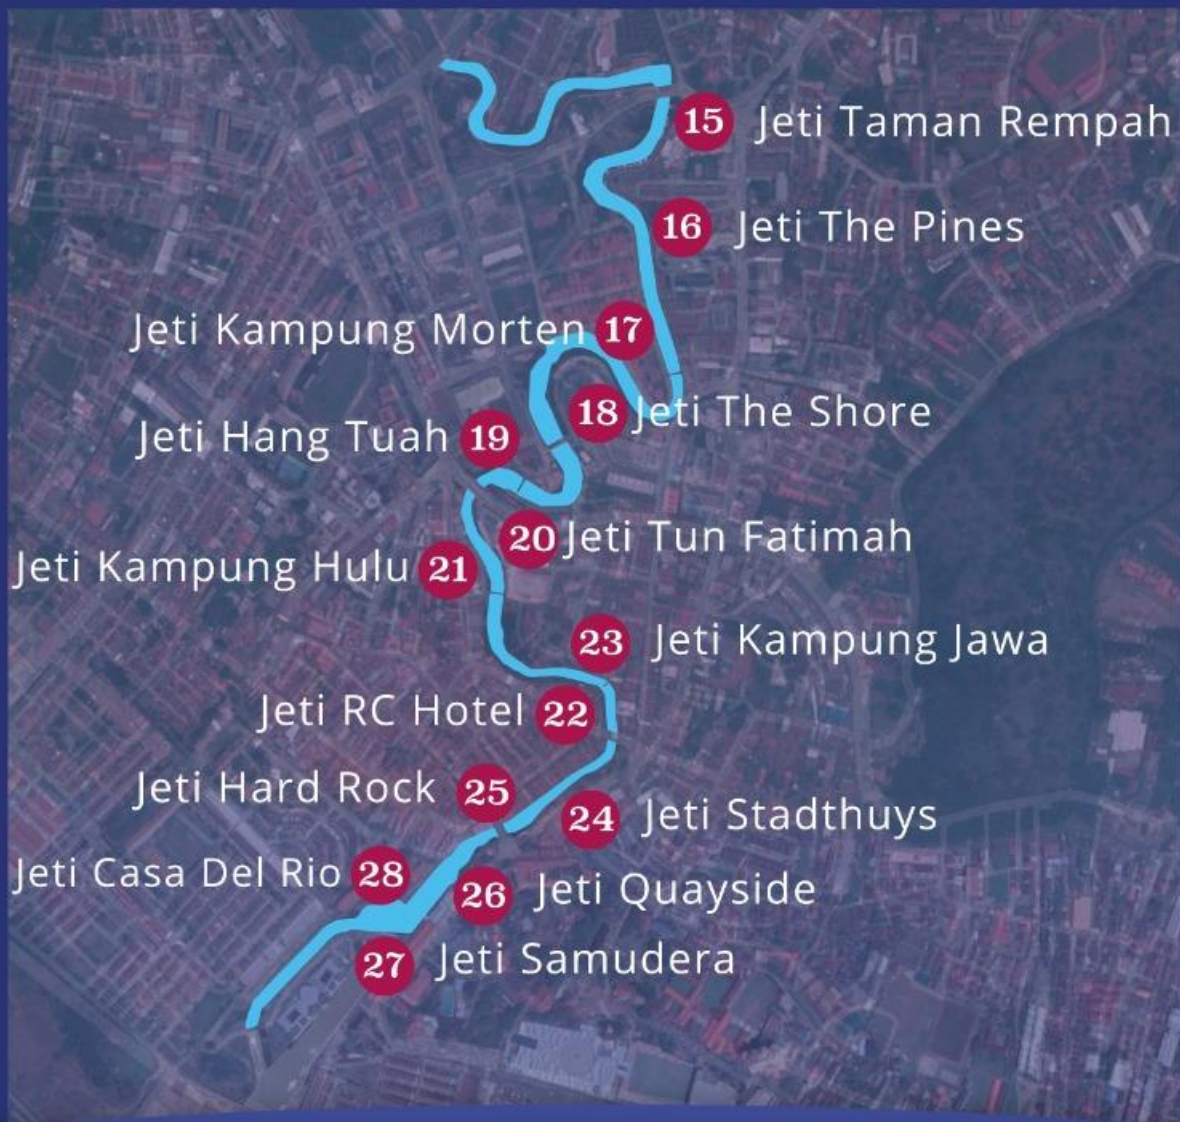 15 Jeti Taman Rempah
16 Jeti The Pines
Jeti Kampung Morten 17
18 Jeti The Shore
Jeti Hang Tuah 19
20 Jeti Tun Fatimah
Jeti Kampung Hulu 21
23 Jeti Kampung Jawa
Jeti RC Hotel 22
Jeti Hard Rock 25
24 Jeti Stadthuys
Jeti Casa Del Rio 28
26 Jeti Quayside
27 Jeti Samudera